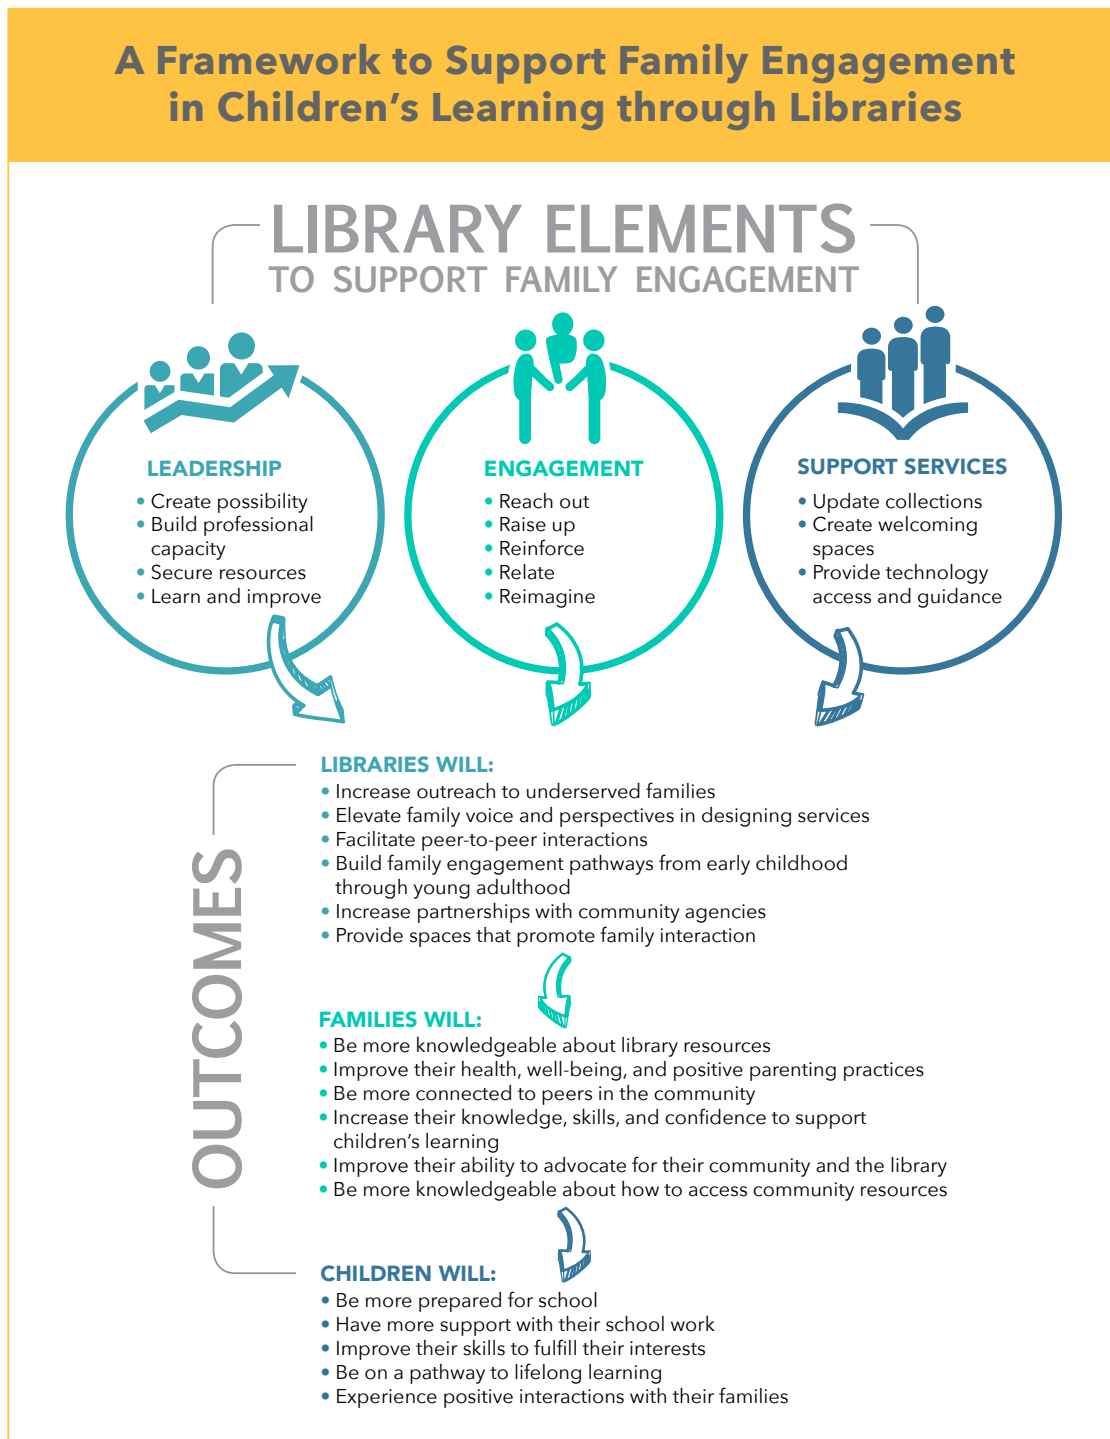 A Framework to Support Family Engagement
in Children's Learning through Libraries
LIBRARY ELEMENTS
TO SUPPORT FAMILY ENGAGEMENT
LEADERSHIP
• Create possibility
• Build professional
capacity
• Secure resources
• Learn and improve
ENGAGEMENT
• Reach out
• Raise up
• Reinforce
• Relate
• Reimagine
SUPPORT SERVICES
• Update collections
• Create welcoming
spaces
• Provide technology
access and guidance
OUTCOMES
LIBRARIES WILL:
• Increase outreach to underserved families
• Elevate family voice and perspectives in designing services
• Facilitate peer-to-peer interactions
• Build family engagement pathways from early childhood
through young adulthood
• Increase partnerships with community agencies
• Provide spaces that promote family interaction
FAMILIES WILL:
• Be more knowledgeable about library resources
• Improve their health, well-being, and positive parenting practices
• Be more connected to peers in the community
• Increase their knowledge, skills, and confidence to support
children's learning
• Improve their ability to advocate for their community and the library
• Be more knowledgeable about how to access community resources
CHILDREN WILL:
• Be more prepared for school
• Have more support with their school work
• Improve their skills to fulfill their interests
• Be on a pathway to lifelong learning
• Experience positive interactions with their families